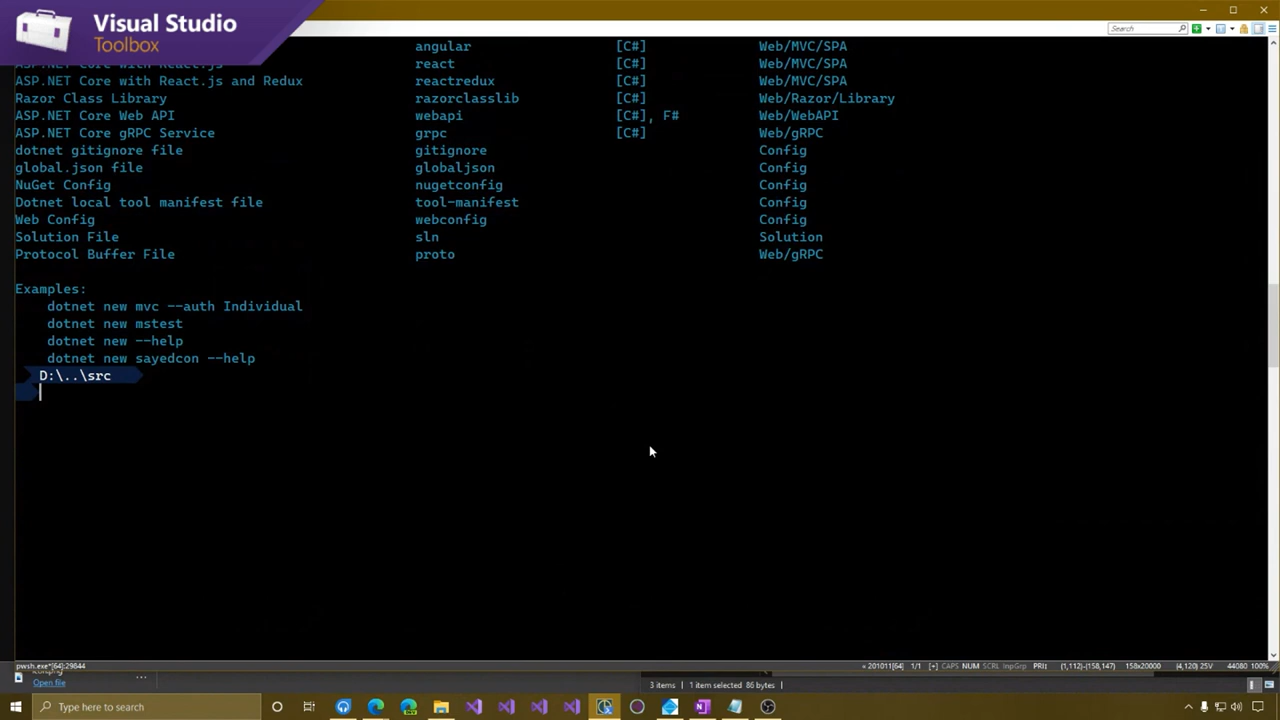 Visual Studio
Toolbox
Search
angular [C#] Web/MVC/SPA
ASP.NET Core with React.js react [C#] Web/MVC/SPA
ASP.NET Core with React.js and Redux reactredux [C#] Web/MVC/SPA
Razor Class Library razorclasslib [C#] Web/Razor/Library
ASP.NET Core Web API webapi [C#], F# Web/WebAPI
ASP.NET Core gRPC Service grpc [C#] Web/gRPC
dotnet gitignore file gitignore Config
global.json file globaljson Config
NuGet Config nugetconfig Config
Dotnet local tool manifest file tool-manifest Config
Web Config webconfig Config
Solution File sln Solution
Protocol Buffer File proto Web/gRPC
Examples:
dotnet new mvc --auth Individual
dotnet new mstest
dotnet new --help
dotnet new sayedcon --help
D:\..\src
pwsh.exe*[64]:29844 « 201011[64] 1/1 [+] CAPS NUM SCRL InpGrp PRI↕ (1,112)-(158,147) 158x20000 (4,120) 25V 44080 100%
Open file ... 3 items 1 item selected 86 bytes
Type here to search